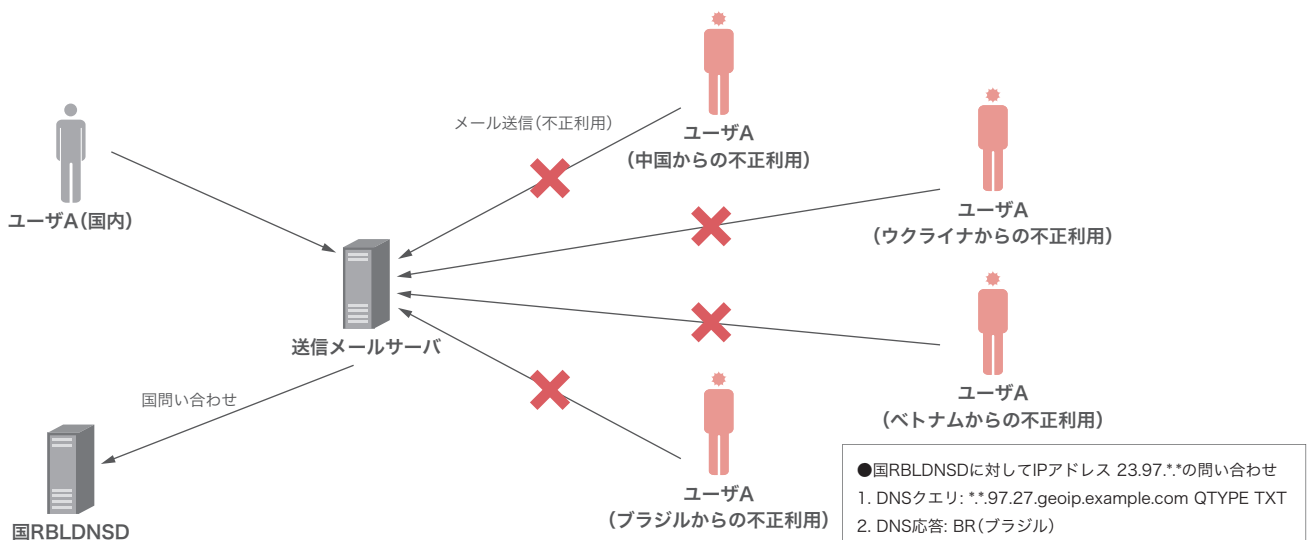 メール送信(不正利用)
ユーザA
(中国からの不正利用)
ユーザA(国内)
ユーザA
(ウクライナからの不正利用)
送信メールサーバ
国問い合わせ
ユーザA
(ベトナムからの不正利用)
国RBLDNSD
ユーザA
(ブラジルからの不正利用)
●国RBLDNSDに対してIPアドレス 23.97.*.*の問い合わせ
1. DNSクエリ: *.*.97.27.geoip.example.com QTYPE TXT
2. DNS応答: BR(ブラジル)